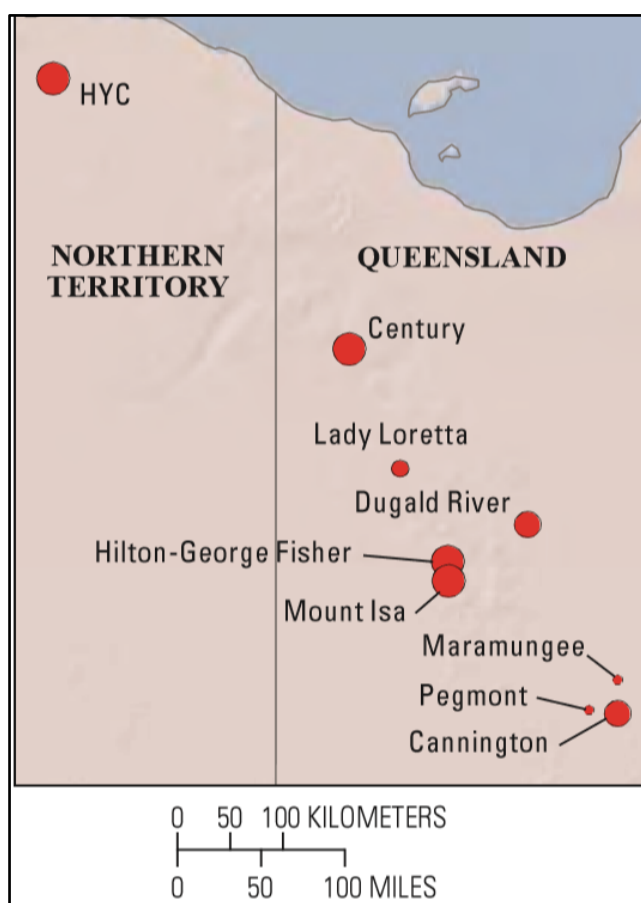 HYC
NORTHERN
TERRITORY
QUEENSLAND
Century
Lady Loretta
Dugald River
Hilton-George Fisher
Mount Isa
Maramungee
Pegmont
Cannington
0 50 100 KILOMETERS
0 50 100 MILES